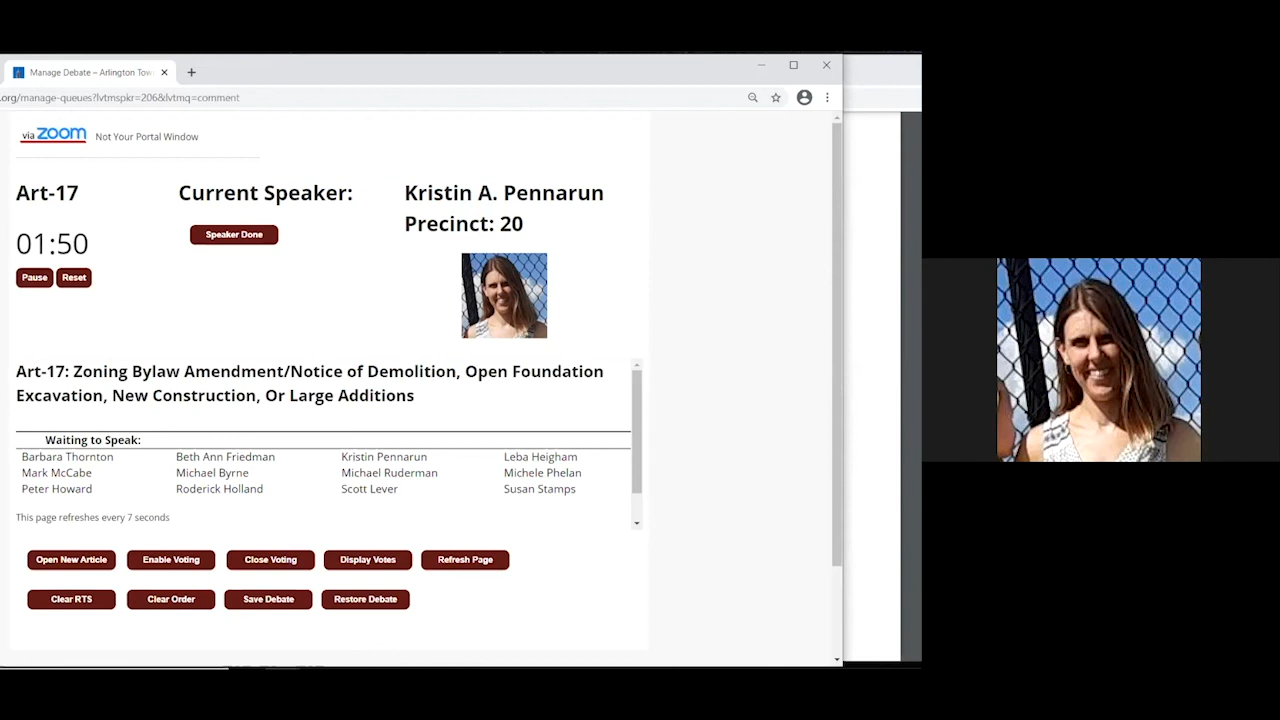 Manage Debate – Arlington Tow
.org/manage-queues?lvtmspkr=206&lvtmq=comment
via zoom Not Your Portal Window
Art-17
Current Speaker:
Kristin A. Pennarun
Precinct: 20
01:50
Speaker Done
Pause Reset
Art-17: Zoning Bylaw Amendment/Notice of Demolition, Open Foundation
Excavation, New Construction, Or Large Additions
Waiting to Speak:
Barbara Thornton Beth Ann Friedman Kristin Pennarun Leba Heigham
Mark McCabe Michael Byrne Michael Ruderman Michele Phelan
Peter Howard Roderick Holland Scott Lever Susan Stamps
This page refreshes every 7 seconds
Open New Article Enable Voting Close Voting Display Votes Refresh Page
Clear RTS Clear Order Save Debate Restore Debate